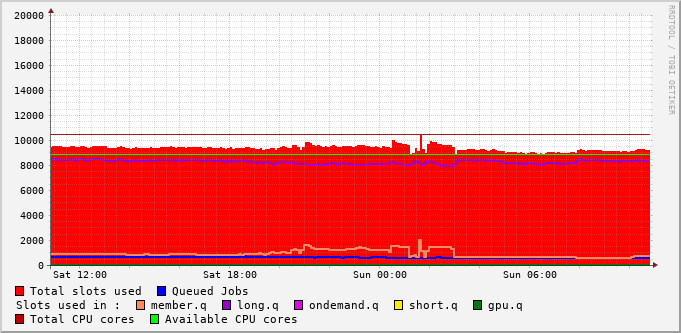 20000
18000
16000
14000
12000
10000
8000
6000
4000
2000
0
Sat 12:00 Sat 18:00 Sun 00:00 Sun 06:00
RRDTOOL / TOBI OETIKER
Total slots used Queued Jobs
Slots used in : member.q long.q ondemand.q short.q gpu.q
Total CPU cores Available CPU cores